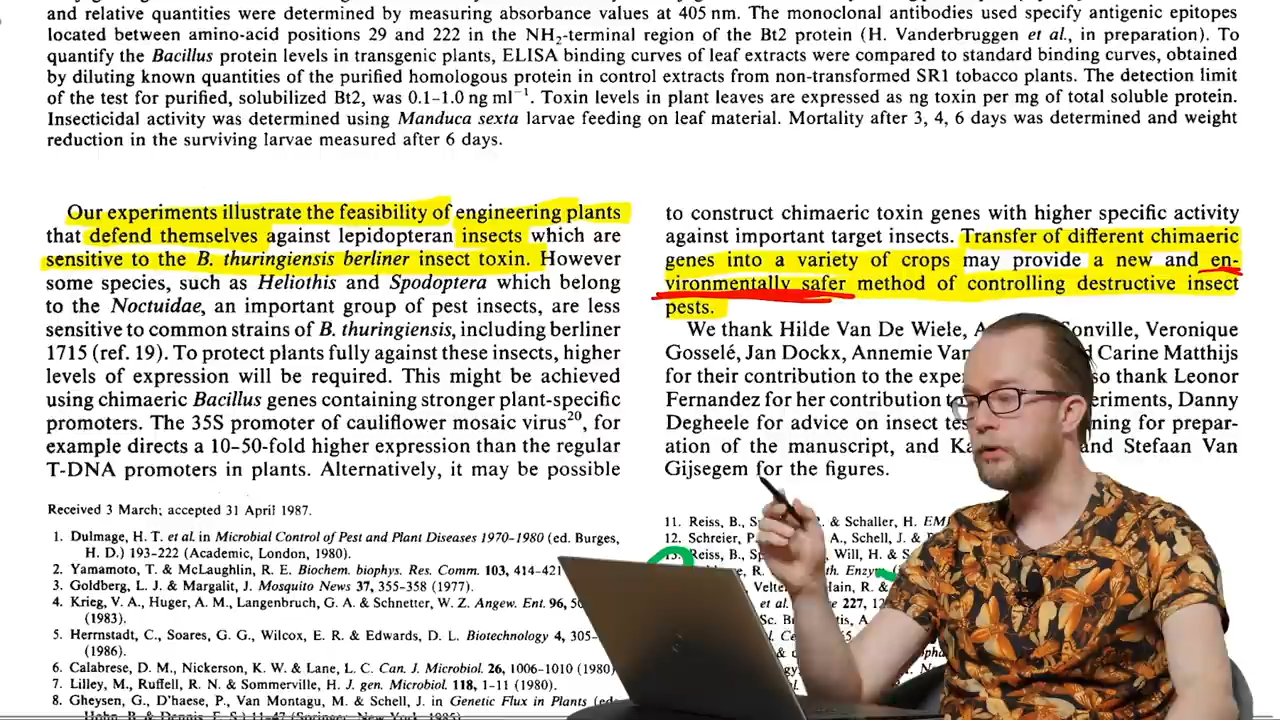 and relative quantities were determined by measuring absorbance values at 405 nm. The monoclonal antibodies used specify antigenic epitopes
located between amino-acid positions 29 and 222 in the NH₂-terminal region of the Bt2 protein (H. Vanderbruggen et al., in preparation). To
quantify the Bacillus protein levels in transgenic plants, ELISA binding curves of leaf extracts were compared to standard binding curves, obtained
by diluting known quantities of the purified homologous protein in control extracts from non-transformed SR1 tobacco plants. The detection limit
of the test for purified, solubilized Bt2, was 0.1–1.0 ng ml⁻¹. Toxin levels in plant leaves are expressed as ng toxin per mg of total soluble protein.
Insecticidal activity was determined using Manduca sexta larvae feeding on leaf material. Mortality after 3, 4, 6 days was determined and weight
reduction in the surviving larvae measured after 6 days.
Our experiments illustrate the feasibility of engineering plants
that defend themselves against lepidopteran insects which are
sensitive to the B. thuringiensis berliner insect toxin. However
some species, such as Heliothis and Spodoptera which belong
to the Noctuidae, an important group of pest insects, are less
sensitive to common strains of B. thuringiensis, including berliner
1715 (ref. 19). To protect plants fully against these insects, higher
levels of expression will be required. This might be achieved
using chimaeric Bacillus genes containing stronger plant-specific
promoters. The 35S promoter of cauliflower mosaic virus²⁰, for
example directs a 10-50-fold higher expression than the regular
T-DNA promoters in plants. Alternatively, it may be possible
to construct chimaeric toxin genes with higher specific activity
against important target insects. Transfer of different chimaeric
genes into a variety of crops may provide a new and en-
vironmentally safer method of controlling destructive insect
pests.
We thank Hilde Van De Wiele, Veronique
Gosselé, Jan Dockx, Annemie Van Carine Matthijs
for their contribution to the thank Leonor
Fernandez for her contribution Danny
Degheele for advice on insect for prepar-
ation of the manuscript, and and Stefaan Van
Gijsegem for the figures.
Received 3 March; accepted 31 April 1987.
1. Dulmage, H. T. et al. in Microbial Control of Pest and Plant Diseases 1970-1980 (ed. Burges,
H. D.) 193-222 (Academic, London, 1980).
2. Yamamoto, T. & McLaughlin, R. E. Biochem. biophys. Res. Comm. 103, 414-421
3. Goldberg, L. J. & Margalit, J. Mosquito News 37, 355-358 (1977).
4. Krieg, V. A., Huger, A. M., Langenbruch, G. A. & Schnetter, W. Z. Angew. Ent. 96,
(1983).
5. Herrnstadt, C., Soares, G. G., Wilcox, E. R. & Edwards, D. L. Biotechnology 4, 305-
(1986).
6. Calabrese, D. M., Nickerson, K. W. & Lane, L. C. Can. J. Microbiol. 26, 1006-1010 (1980)
7. Lilley, M., Ruffell, R. N. & Sommerville, H. J. gen. Microbiol. 118, 1-11 (1980).
8. Gheysen, G., D'haese, P., Van Montagu, M. & Schell, J. in Genetic Flux in Plants
11. Reiss, B., & Schaller, H.
12. Schreier, A., Schell, J. &
Reiss, B., Will, H. &
R.
et al. 227,